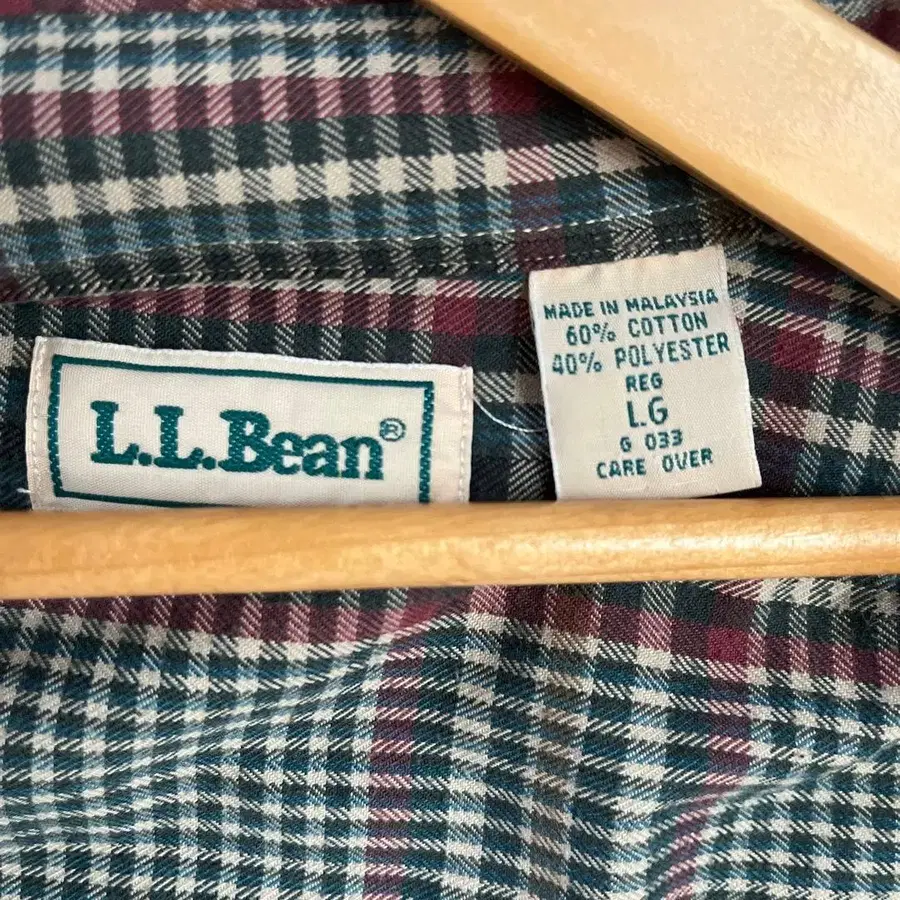 L.L.Bean®
MADE IN MALAYSIA
60% COTTON
40% POLYESTER
REG
LG
G 033
CARE OVER